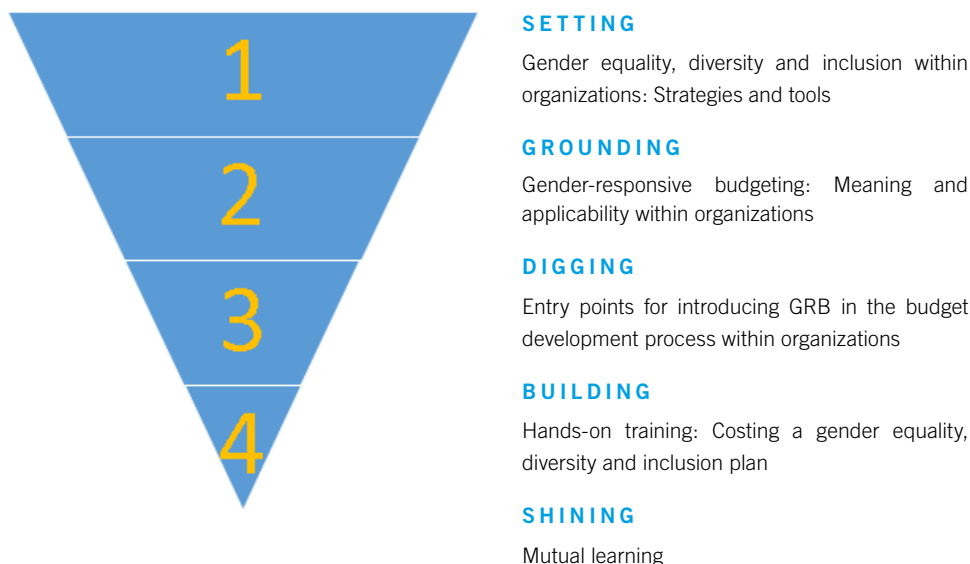 1
2
3
4
SETTING
Gender equality, diversity and inclusion within
organizations: Strategies and tools
GROUNDING
Gender-responsive budgeting: Meaning and
applicability within organizations
DIGGING
Entry points for introducing GRB in the budget
development process within organizations
BUILDING
Hands-on training: Costing a gender equality,
diversity and inclusion plan
SHINING
Mutual learning